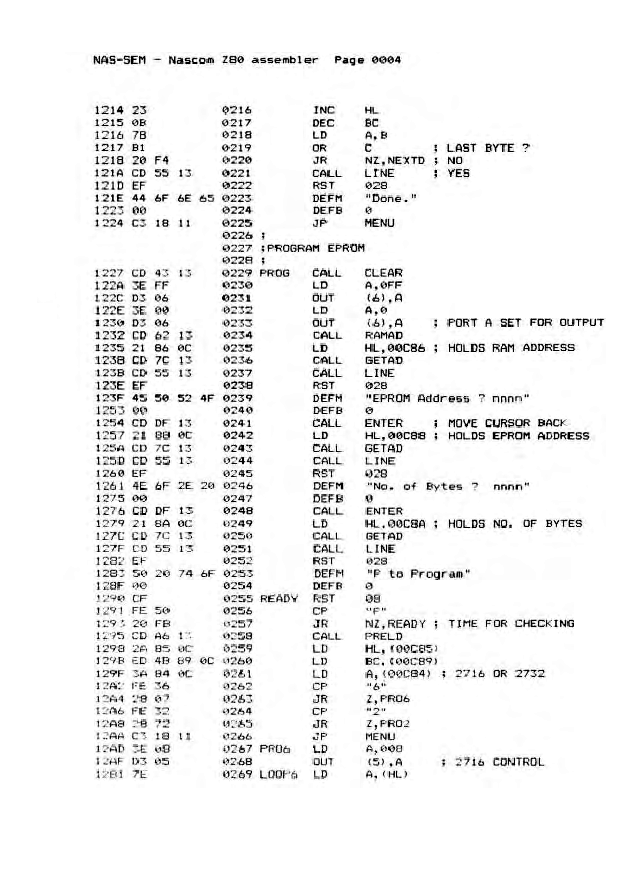 NAS-SEM - Nascom Z80 assembler  Page 0004
1214 23          0216        INC   HL
1215 0B          0217        DEC   BC
1216 78          0218        LD    A,B
1217 B1          0219        OR    C        ; LAST BYTE ?
1218 20 F4       0220        JR    NZ,NEXTD ; NO
121A CD 55 13    0221        CALL  LINE     ; YES
121D EF          0222        RST   028
121E 44 6F 6E 65 0223        DEFM  "Done."
1223 00          0224        DEFB  0
1224 C3 18 11    0225        JP    MENU
0226 ;
0227 ;PROGRAM EPROM
0228 ;
1227 CD 43 13    0229 PROG   CALL  CLEAR
122A 3E FF       0230        LD    A,0FF
122C D3 06       0231        OUT   (6),A
122E 3E 00       0232        LD    A,0
1230 D3 06       0233        OUT   (6),A    ; PORT A SET FOR OUTPUT
1232 CD 62 13    0234        CALL  RAMAD
1235 21 86 0C    0235        LD    HL,00C86 ; HOLDS RAM ADDRESS
1238 CD 7C 13    0236        CALL  GETAD
123B CD 55 13    0237        CALL  LINE
123E EF          0238        RST   028
123F 45 50 52 4F 0239        DEFM  "EPROM Address ? nnnn"
1253 00          0240        DEFB  0
1254 CD DF 13    0241        CALL  ENTER    ; MOVE CURSOR BACK
1257 21 88 0C    0242        LD    HL,00C88 ; HOLDS EPROM ADDRESS
125A CD 7C 13    0243        CALL  GETAD
125D CD 55 13    0244        CALL  LINE
1260 EF          0245        RST   028
1261 4E 6F 2E 20 0246        DEFM  "No. of Bytes ?  nnnn"
1275 00          0247        DEFB  0
1276 CD DF 13    0248        CALL  ENTER
1279 21 8A 0C    0249        LD    HL,00C8A ; HOLDS NO. OF BYTES
127C CD 7C 13    0250        CALL  GETAD
127F CD 55 13    0251        CALL  LINE
1282 EF          0252        RST   028
1283 50 20 74 6F 0253        DEFM  "P to Program"
128F 00          0254        DEFB  0
1290 CF          0255 READY  RST   08
1291 FE 50       0256        CP    "P"
1293 20 FB       0257        JR    NZ,READY ; TIME FOR CHECKING
1295 CD A6 13    0258        CALL  PRELD
1298 2A 85 0C    0259        LD    HL,(00C85)
129B ED 4B 89 0C 0260        LD    BC,(00C89)
129F 3A 84 0C    0261        LD    A,(00C84) ; 2716 OR 2732
12A2 FE 36       0262        CP    "6"
12A4 28 07       0263        JR    Z,PRO6
12A6 FE 32       0264        CP    "2"
12A8 28 72       0265        JR    Z,PRO2
12AA C3 18 11    0266        JP    MENU
12AD 3E 08       0267 PRO6   LD    A,008
12AF D3 05       0268        OUT   (5),A    ; 2716 CONTROL
12B1 7E          0269 LOOP6  LD    A,(HL)